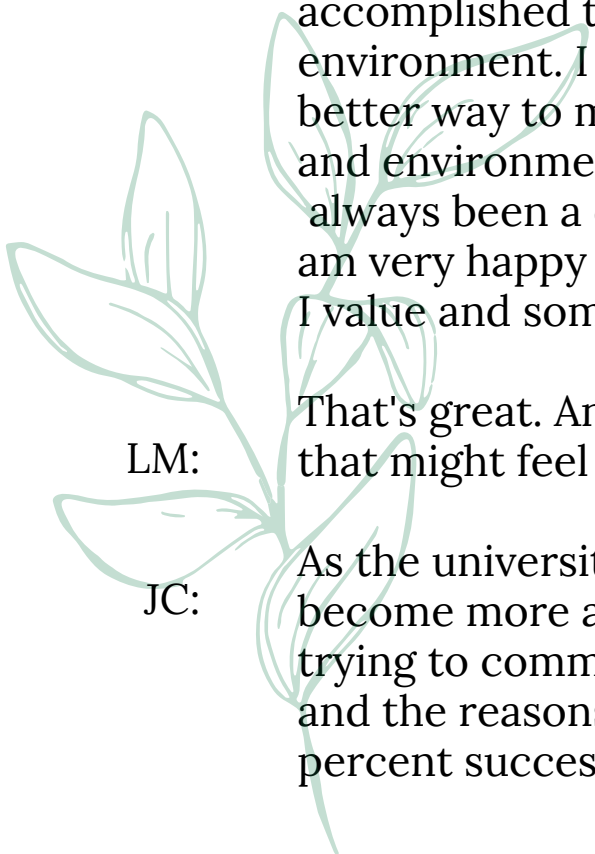 accomplished t
environment. I
better way to m
and environme
always been a
am very happy
I value and som
That's great. An
LM: that might feel
As the universit
JC: become more a
trying to comm
and the reasons
percent succes